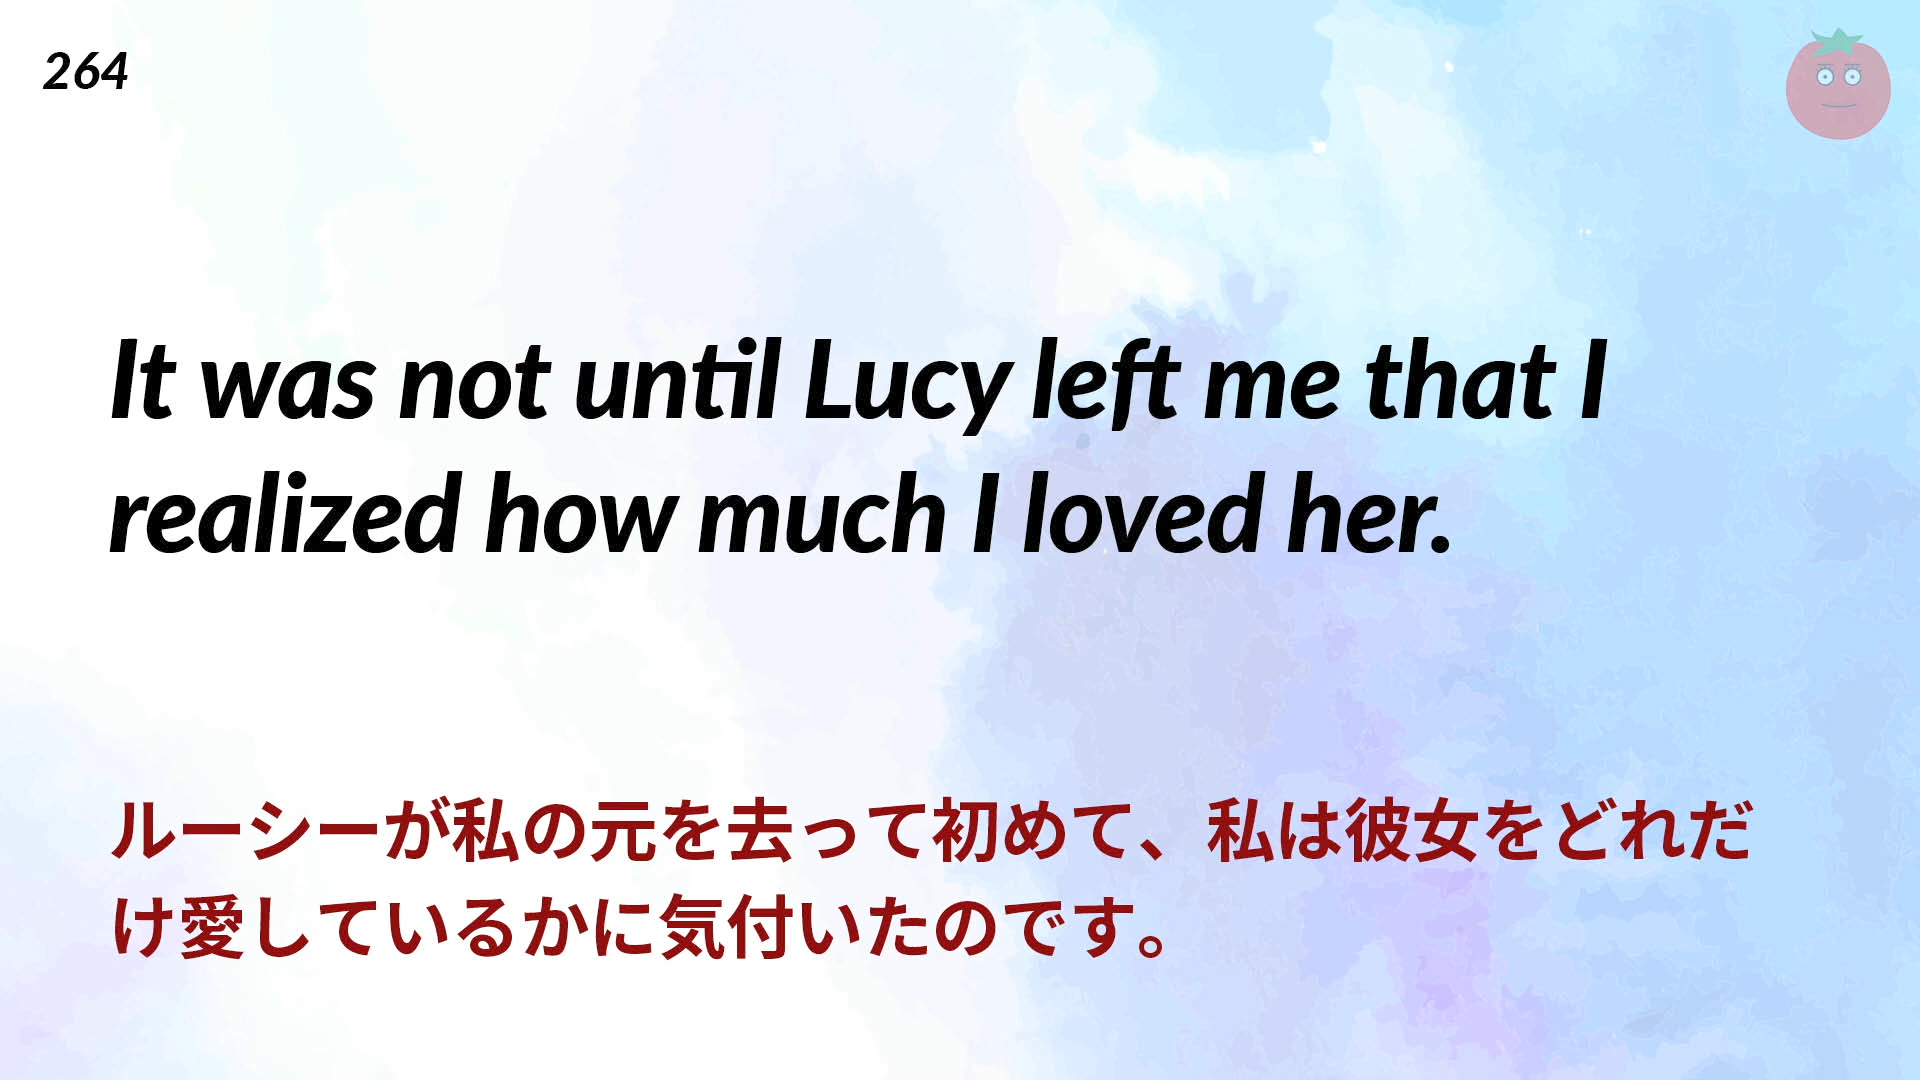 264
It was not until Lucy left me that I
realized how much I loved her.
ルーシーが私の元を去って初めて、私は彼女をどれだ
け愛しているかに気付いたのです。